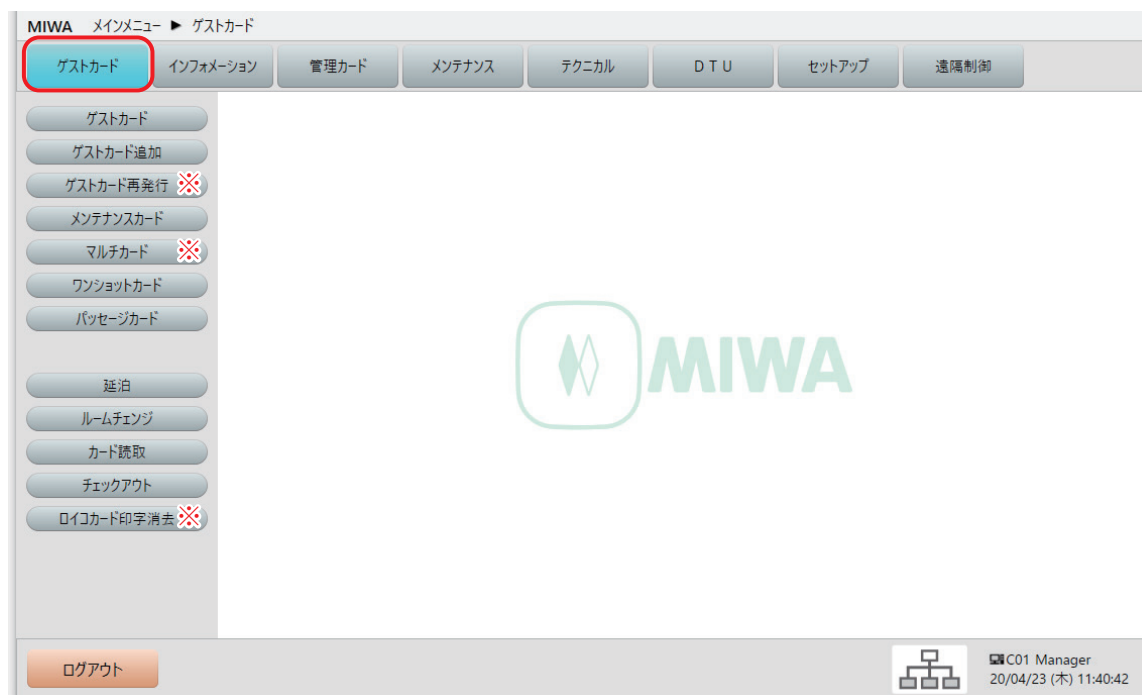 MIWA メインメニュー ▶ ゲストカード
ゲストカード
インフォメーション
管理カード
メンテナンス
テクニカル
DTU
セットアップ
遠隔制御
ゲストカード
ゲストカード追加
ゲストカード再発行 ※
メンテナンスカード
マルチカード ※
ワンショットカード
パッセージカード
延泊
ルームチェンジ
カード読取
チェックアウト
ロイコカード印字消去 ※
MIWA
ログアウト
C01 Manager
20/04/23 (木) 11:40:42